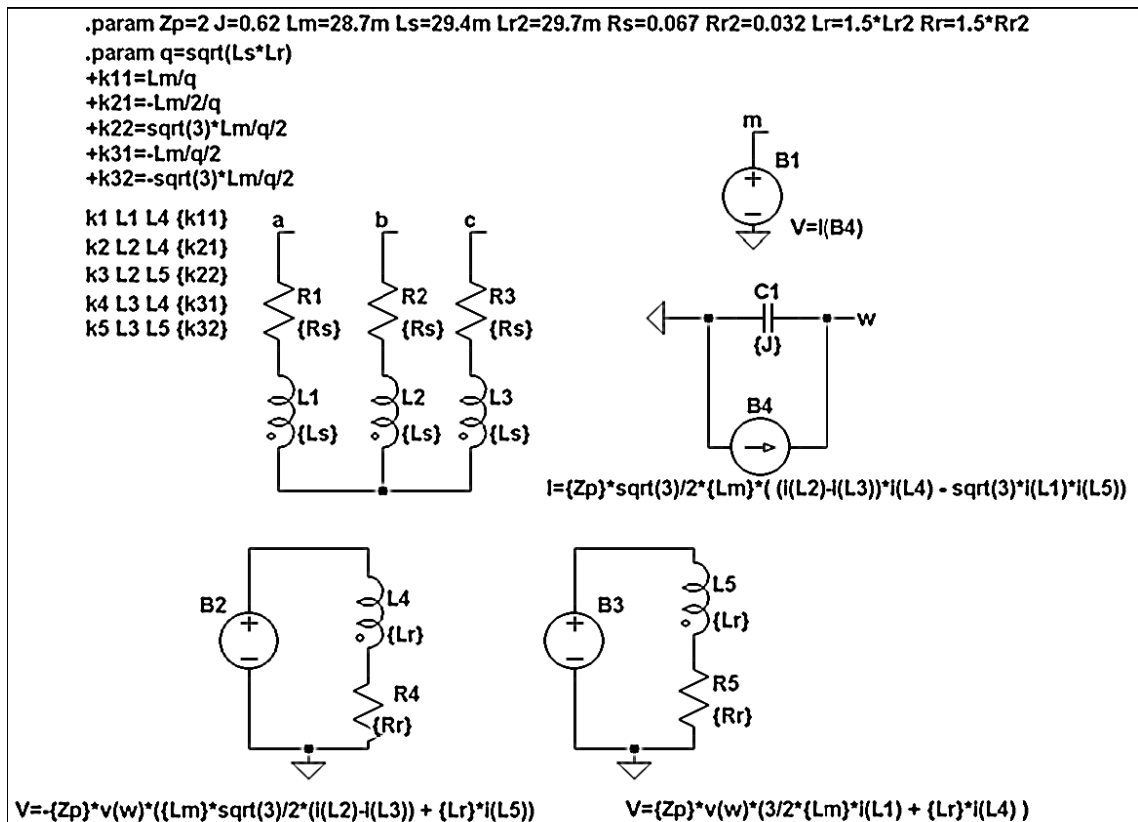 .param Zp=2 J=0.62 Lm=28.7m Ls=29.4m Lr2=29.7m Rs=0.067 Rr2=0.032 Lr=1.5*Lr2 Rr=1.5*Rr2
.param q=sqrt(Ls*Lr)
+k11=Lm/q
+k21=-Lm/2/q
+k22=sqrt(3)*Lm/q/2
+k31=-Lm/q/2
+k32=-sqrt(3)*Lm/q/2
k1 L1 L4 {k11}
k2 L2 L4 {k21}
k3 L2 L5 {k22}
k4 L3 L4 {k31}
k5 L3 L5 {k32}
a b c
R1 R2 R3
{Rs} {Rs} {Rs}
L1 L2 L3
{Ls} {Ls} {Ls}
m
B1
+
−
V=I(B4)
C1
w
{J}
B4
I={Zp}*sqrt(3)/2*{Lm}*( (i(L2)-i(L3))*i(L4) - sqrt(3)*i(L1)*i(L5))
B2
+
−
L4
{Lr}
R4
{Rr}
V=-{Zp}*v(w)*({Lm}*sqrt(3)/2*(i(L2)-i(L3)) + {Lr}*i(L5))
B3
+
−
L5
{Lr}
R5
{Rr}
V={Zp}*v(w)*(3/2*{Lm}*i(L1) + {Lr}*i(L4) )